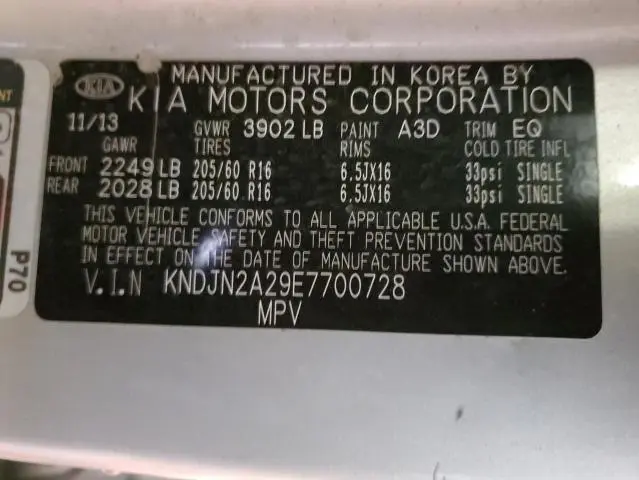 MANUFACTURED IN KOREA BY
KIA KIA MOTORS CORPORATION
11/13 GVWR 3902 LB PAINT A3D TRIM EQ
GAWR TIRES RIMS COLD TIRE INFL
FRONT 2249 LB 205/60 R16 6.5JX16 33psi SINGLE
REAR 2028 LB 205/60 R16 6.5JX16 33psi SINGLE
THIS VEHICLE CONFORMS TO ALL APPLICABLE U.S.A. FEDERAL
MOTOR VEHICLE SAFETY AND THEFT PREVENTION STANDARDS
IN EFFECT ON THE DATE OF MANUFACTURE SHOWN ABOVE.
V.I.N KNDJN2A29E7700728
MPV
P70